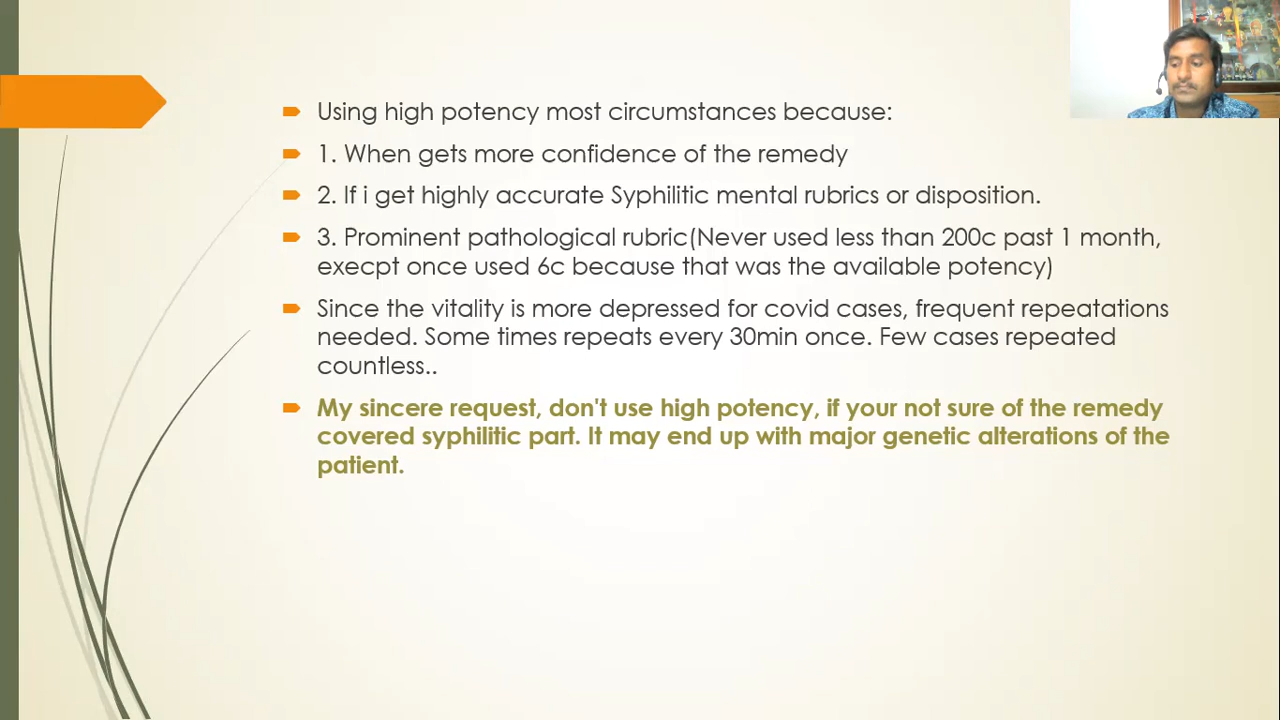 Using high potency most circumstances because:
1. When gets more confidence of the remedy
2. If i get highly accurate Syphilitic mental rubrics or disposition.
3. Prominent pathological rubric(Never used less than 200c past 1 month,
execpt once used 6c because that was the available potency)
Since the vitality is more depressed for covid cases, frequent repeatations
needed. Some times repeats every 30min once. Few cases repeated
countless..
My sincere request, don't use high potency, if your not sure of the remedy
covered syphilitic part. It may end up with major genetic alterations of the
patient.